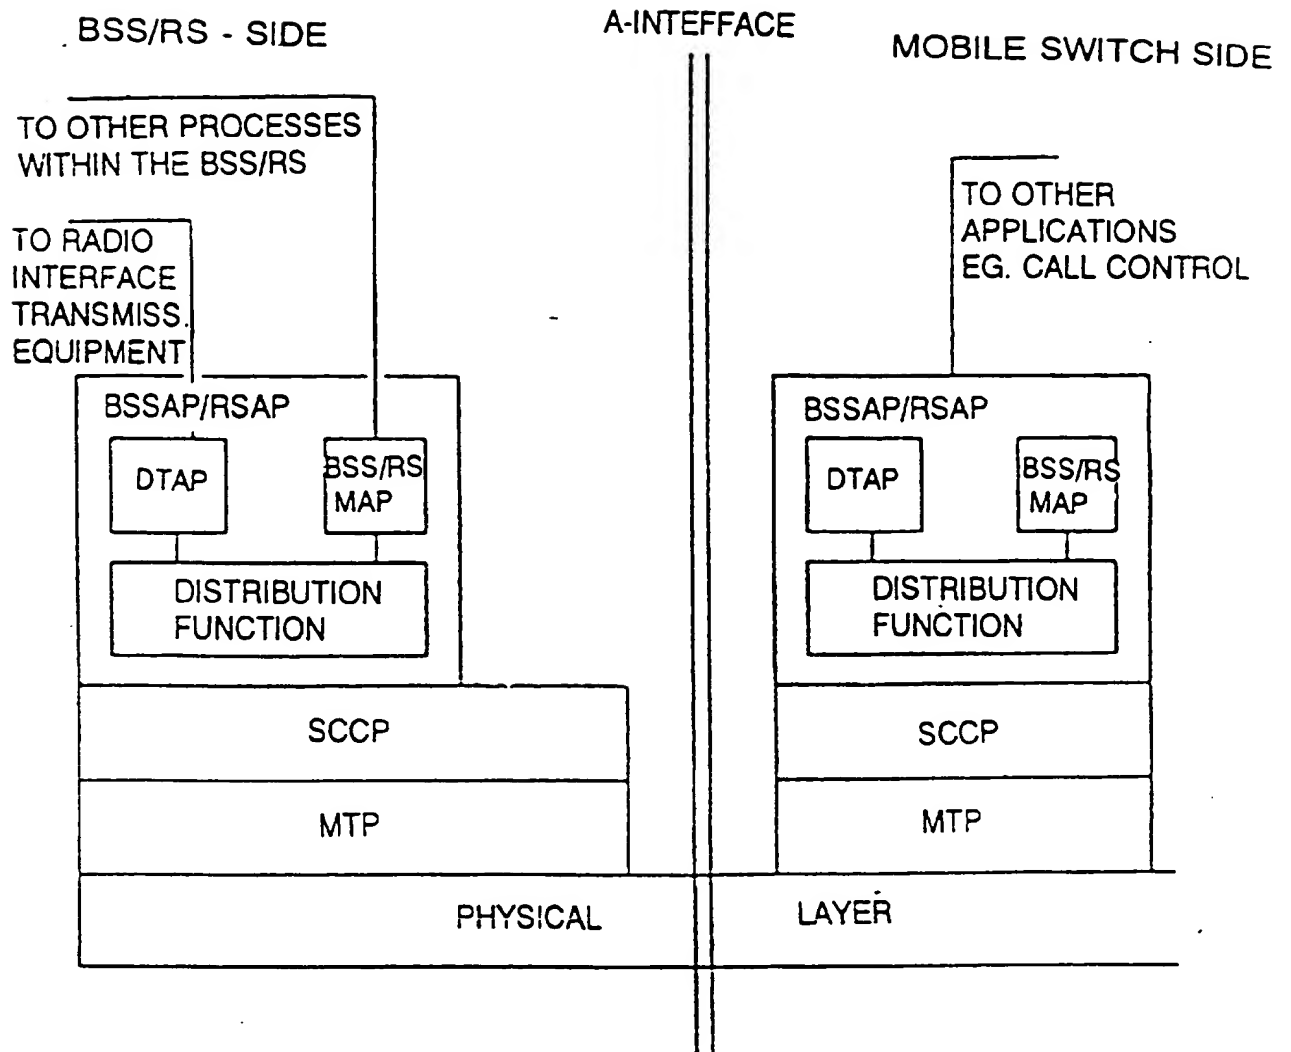 BSS/RS - SIDE
A-INTEFFACE
MOBILE SWITCH SIDE
TO OTHER PROCESSES
WITHIN THE BSS/RS
TO RADIO
INTERFACE
TRANSMISS.
EQUIPMENT
TO OTHER
APPLICATIONS
EG. CALL CONTROL
BSSAP/RSAP
DTAP
BSS/RS
MAP
DISTRIBUTION
FUNCTION
SCCP
MTP
BSSAP/RSAP
DTAP
BSS/RS
MAP
DISTRIBUTION
FUNCTION
SCCP
MTP
PHYSICAL LAYER